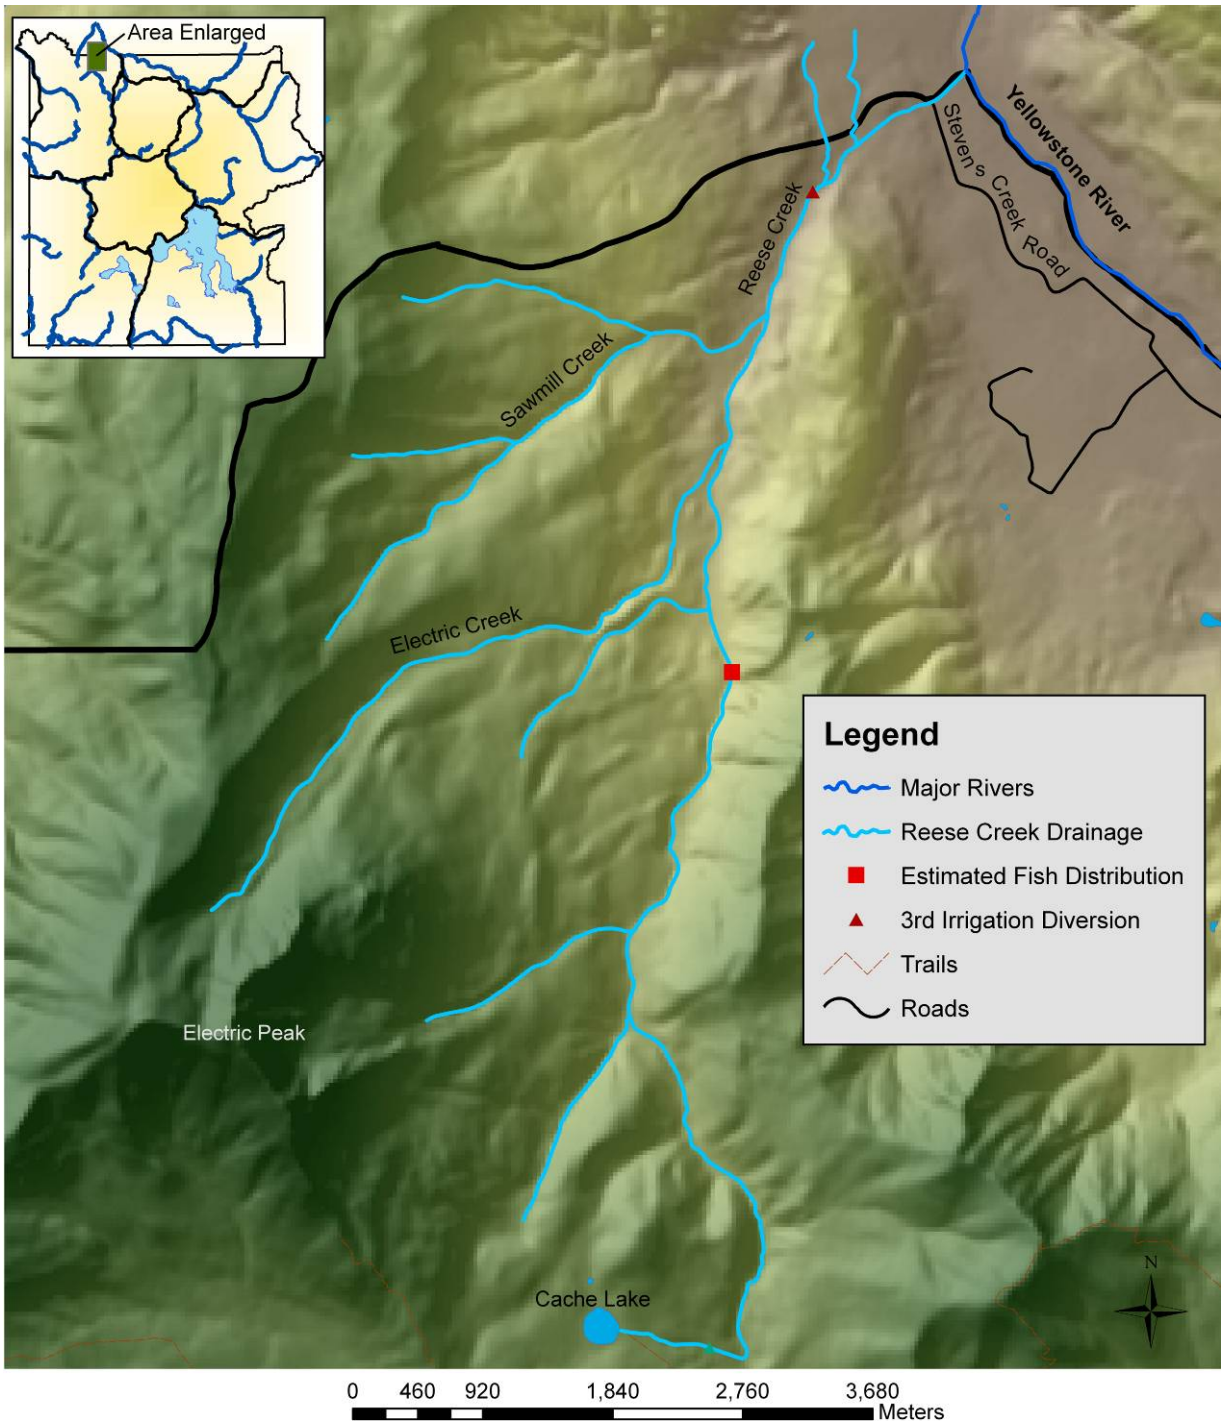 Area Enlarged
Yellowstone River
Steven's Creek Road
Reese Creek
Sawmill Creek
Electric Creek
Legend
Major Rivers
Reese Creek Drainage
Estimated Fish Distribution
3rd Irrigation Diversion
Trails
Roads
Electric Peak
N
Cache Lake
0 460 920 1,840 2,760 3,680
Meters